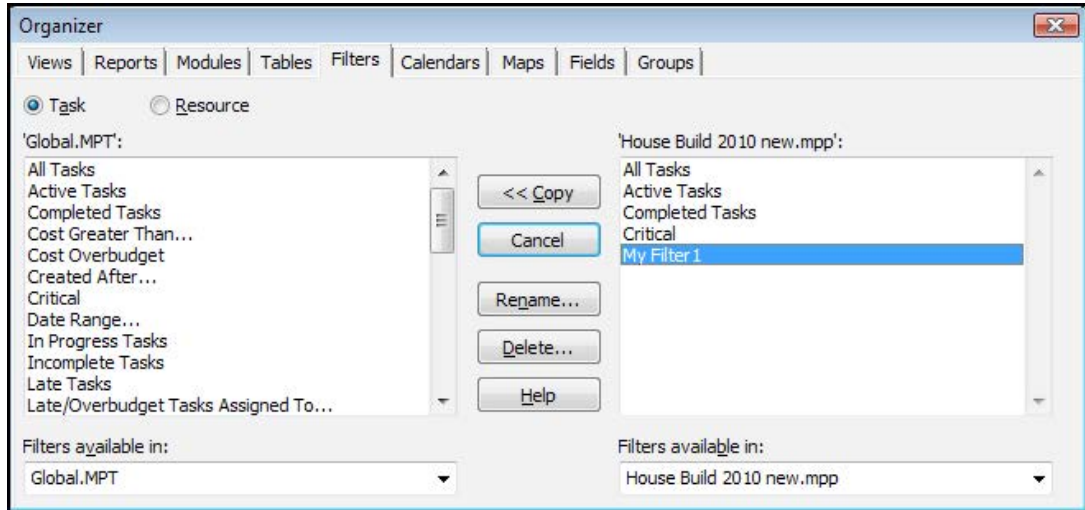 Organizer
Views Reports Modules Tables Filters Calendars Maps Fields Groups
Task Resource
'Global.MPT':
All Tasks
Active Tasks
Completed Tasks
Cost Greater Than...
Cost Overbudget
Created After...
Critical
Date Range...
In Progress Tasks
Incomplete Tasks
Late Tasks
Late/Overbudget Tasks Assigned To...
<< Copy
Cancel
Rename...
Delete...
Help
'House Build 2010 new.mpp':
All Tasks
Active Tasks
Completed Tasks
Critical
My Filter1
Filters available in:
Global.MPT
Filters available in:
House Build 2010 new.mpp